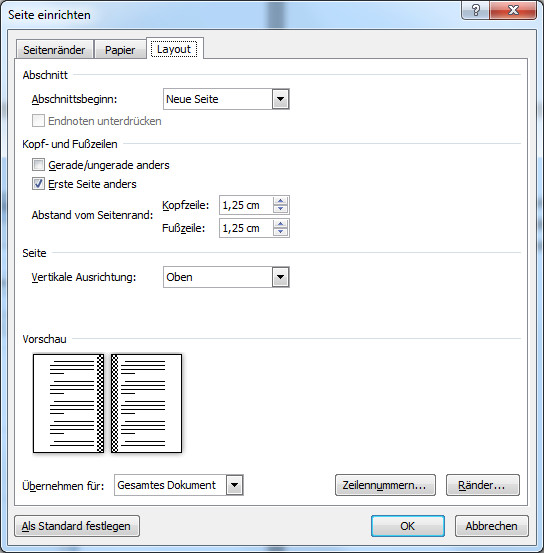 Seite einrichten
Seitenränder Papier Layout
Abschnitt
Abschnittsbeginn: Neue Seite
Endnoten unterdrücken
Kopf- und Fußzeilen
Gerade/ungerade anders
Erste Seite anders
Abstand vom Seitenrand: Kopfzeile: 1,25 cm
Fußzeile: 1,25 cm
Seite
Vertikale Ausrichtung: Oben
Vorschau
Übernehmen für: Gesamtes Dokument Zeilennummern... Ränder...
Als Standard festlegen OK Abbrechen